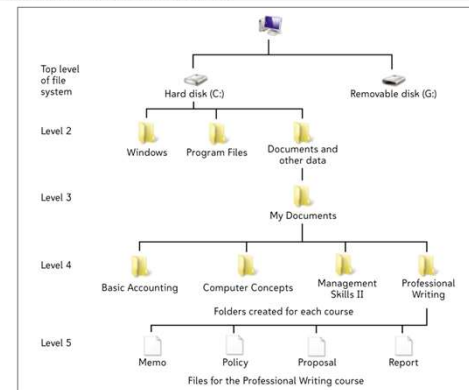 Top level
of file
system
Hard disk (C:)
Removable disk (G:)
Level 2
Windows
Program Files
Documents and
other data
Level 3
My Documents
Level 4
Basic Accounting
Computer Concepts
Management
Skills II
Professional
Writing
Folders created for each course
Level 5
Memo
Policy
Proposal
Report
Files for the Professional Writing course